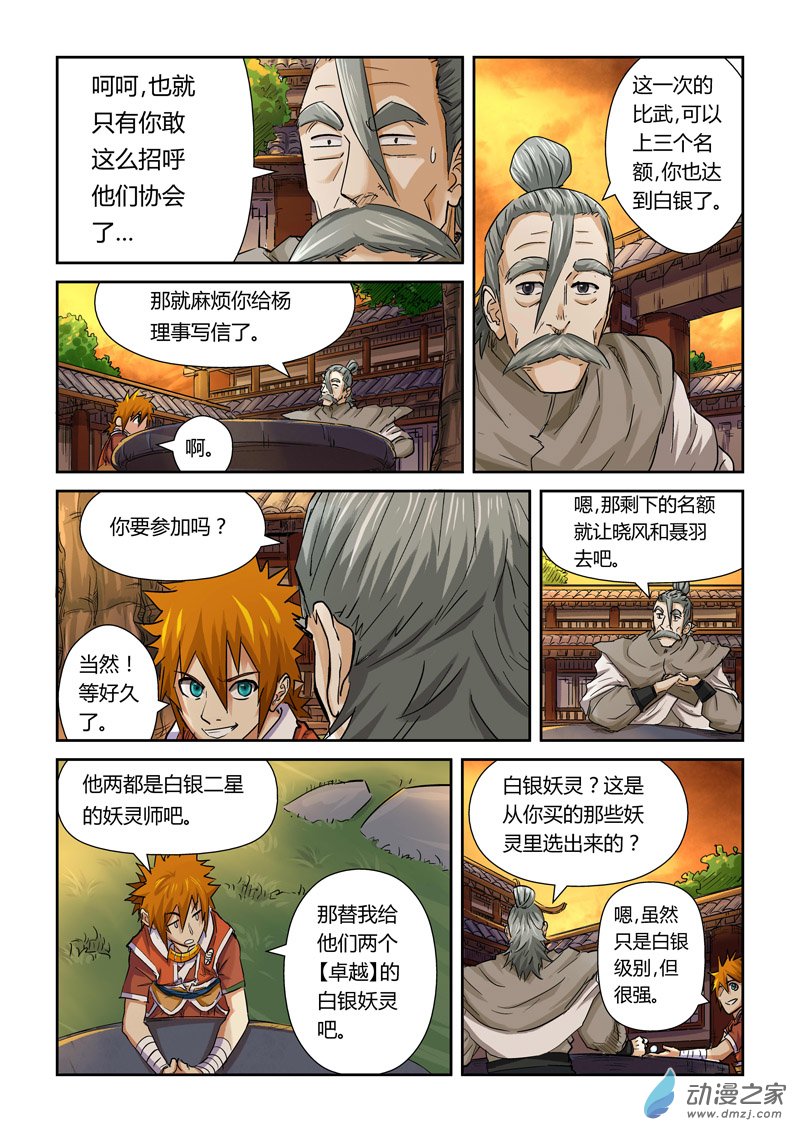 呵呵，也就
只有你敢
这么招呼
他们协会
了…
这一次的
比武，可以
上三个名
额，你也达
到白银了。
那就麻烦你给杨
理事写信了。
啊。
你要参加吗？
当然！
等好久
了。
嗯，那剩下的名额
就让晓风和聂羽
去吧。
他两都是白银二星
的妖灵师吧。
那替我给
他们两个
【卓越】的
白银妖灵
吧。
白银妖灵？这是
从你买的那些妖
灵里选出来的？
嗯，虽然
只是白银
级别，但
很强。
动漫之家
www.dmzj.com